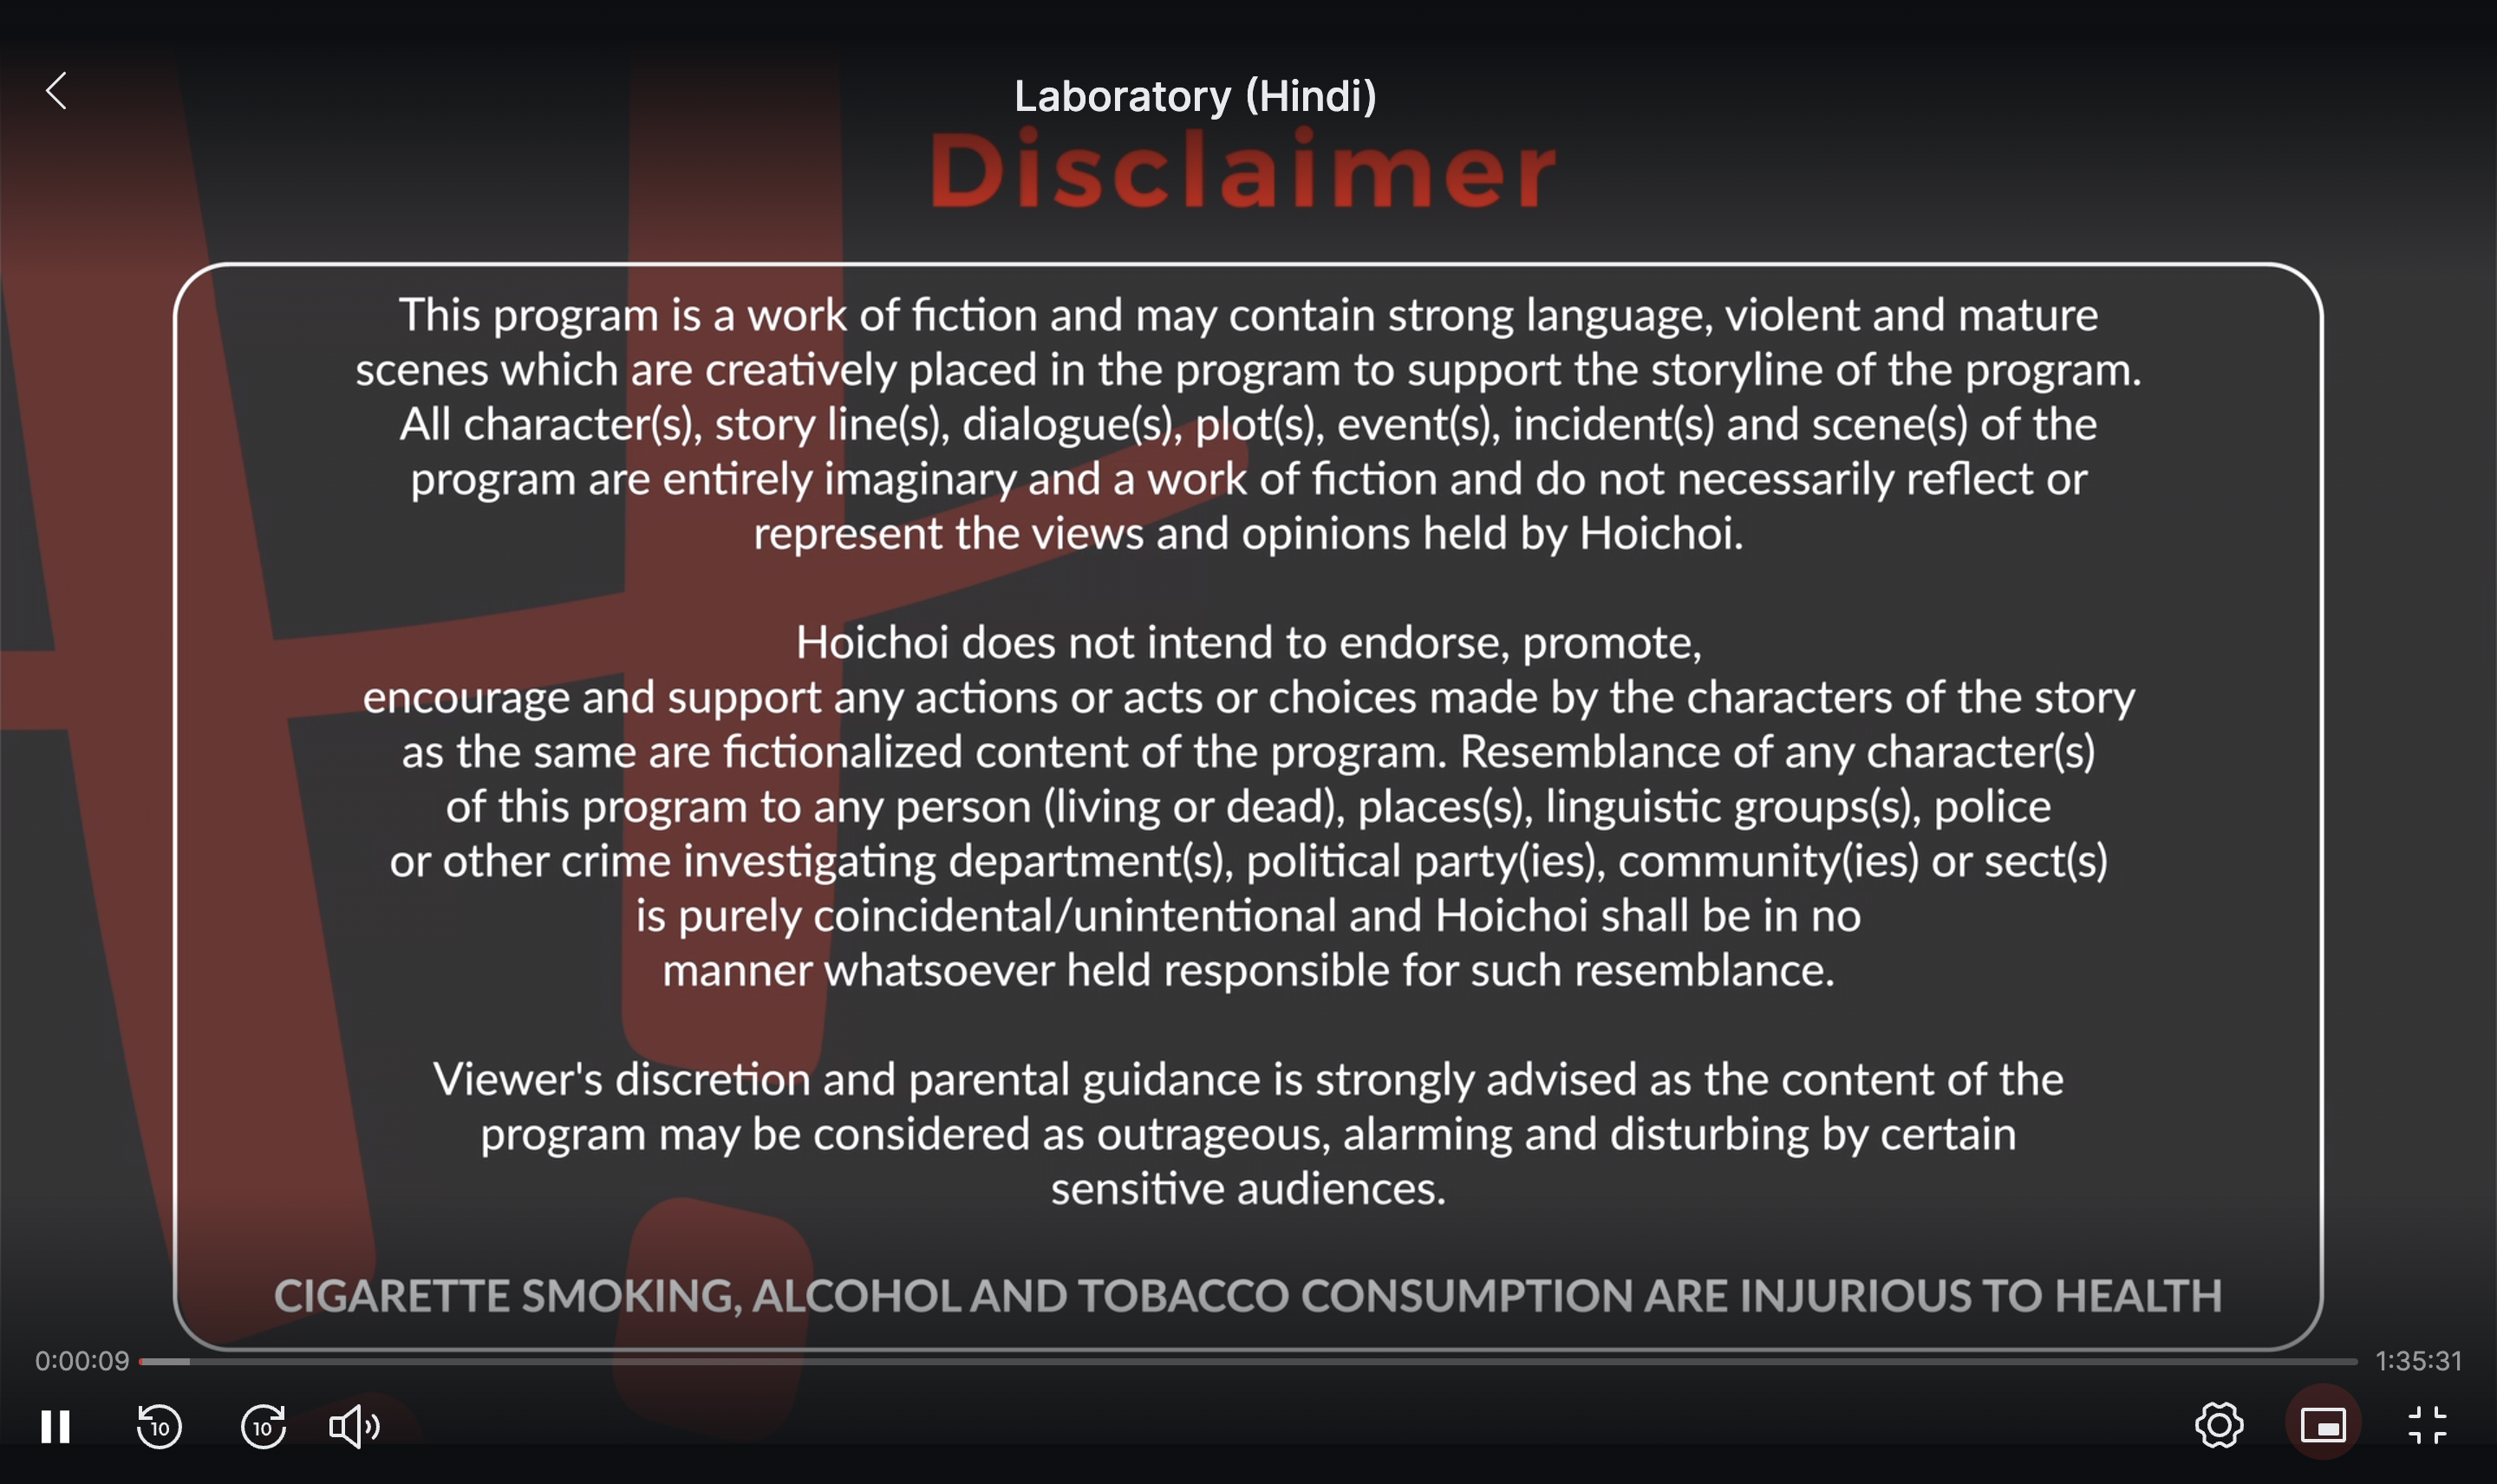 Laboratory (Hindi)
Disclaimer
This program is a work of fiction and may contain strong language, violent and mature
scenes which are creatively placed in the program to support the storyline of the program.
All character(s), story line(s), dialogue(s), plot(s), event(s), incident(s) and scene(s) of the
program are entirely imaginary and a work of fiction and do not necessarily reflect or
represent the views and opinions held by Hoichoi.
Hoichoi does not intend to endorse, promote,
encourage and support any actions or acts or choices made by the characters of the story
as the same are fictionalized content of the program. Resemblance of any character(s)
of this program to any person (living or dead), places(s), linguistic groups(s), police
or other crime investigating department(s), political party(ies), community(ies) or sect(s)
is purely coincidental/unintentional and Hoichoi shall be in no
manner whatsoever held responsible for such resemblance.
Viewer's discretion and parental guidance is strongly advised as the content of the
program may be considered as outrageous, alarming and disturbing by certain
sensitive audiences.
CIGARETTE SMOKING, ALCOHOL AND TOBACCO CONSUMPTION ARE INJURIOUS TO HEALTH
0:00:09 1:35:31
10 10